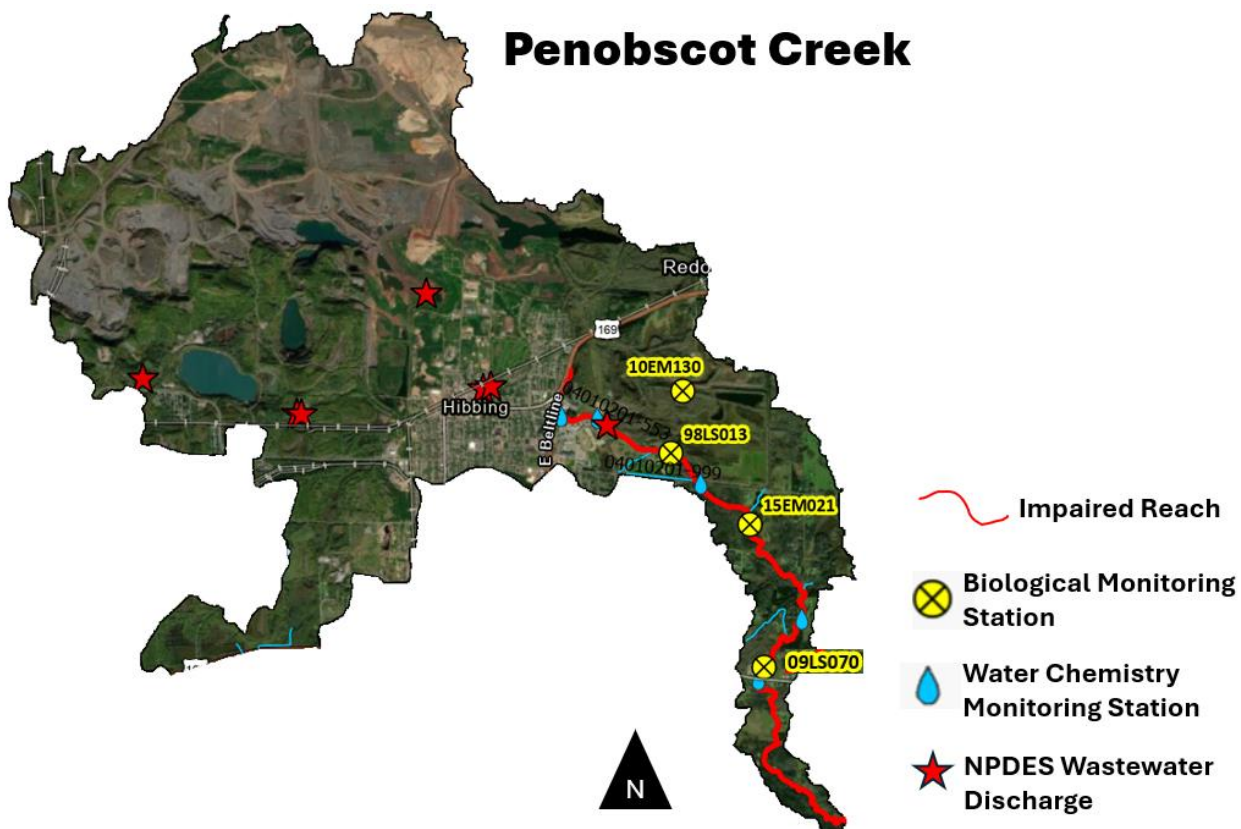 Penobscot Creek
Redo
169
10EM130
Hibbing
E Beltline
04010201-552
98LS013
04010201-999
15EM021
09LS070
Impaired Reach
Biological Monitoring
Station
Water Chemistry
Monitoring Station
NPDES Wastewater
Discharge
N